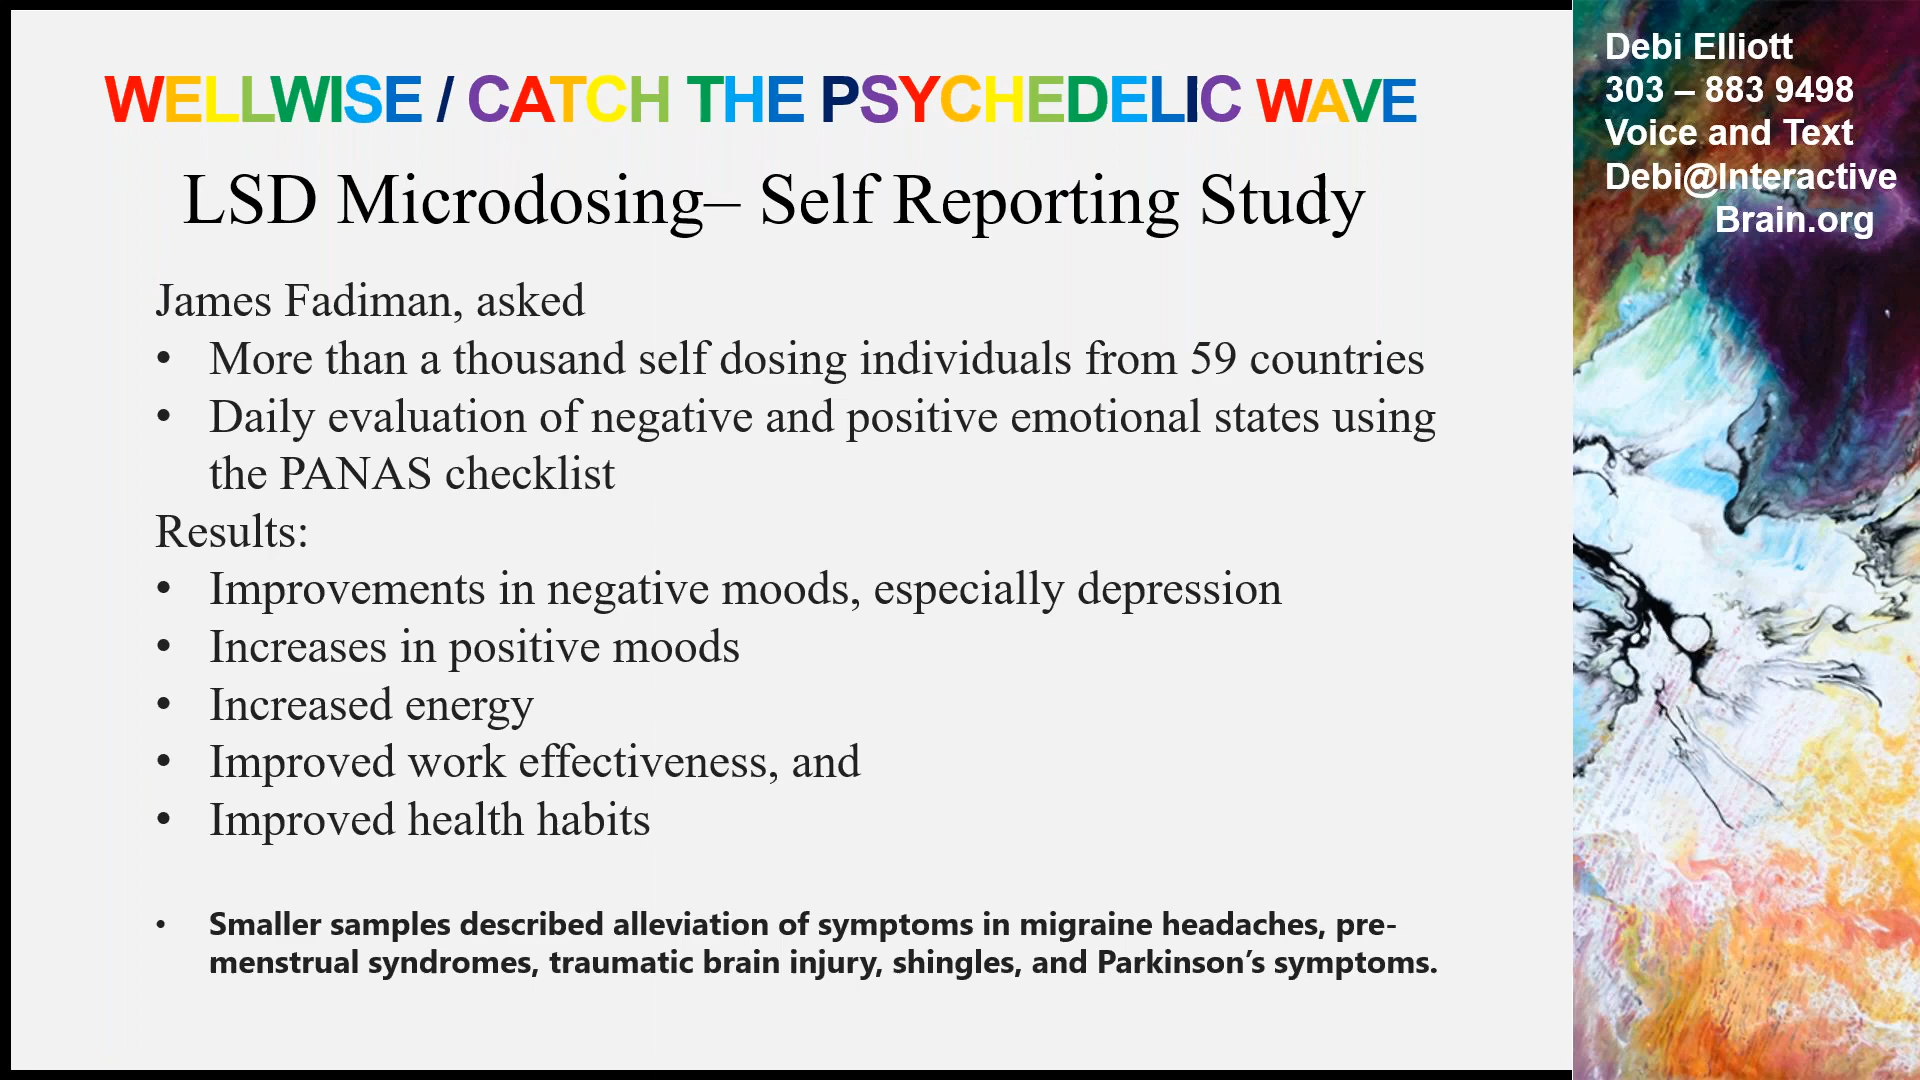 WELLWISE / CATCH THE PSYCHEDELIC WAVE
LSD Microdosing– Self Reporting Study
James Fadiman, asked
• More than a thousand self dosing individuals from 59 countries
• Daily evaluation of negative and positive emotional states using
the PANAS checklist
Results:
• Improvements in negative moods, especially depression
• Increases in positive moods
• Increased energy
• Improved work effectiveness, and
• Improved health habits
• Smaller samples described alleviation of symptoms in migraine headaches, pre-
menstrual syndromes, traumatic brain injury, shingles, and Parkinson’s symptoms.
Debi Elliott
303 – 883 9498
Voice and Text
Debi@Interactive
Brain.org